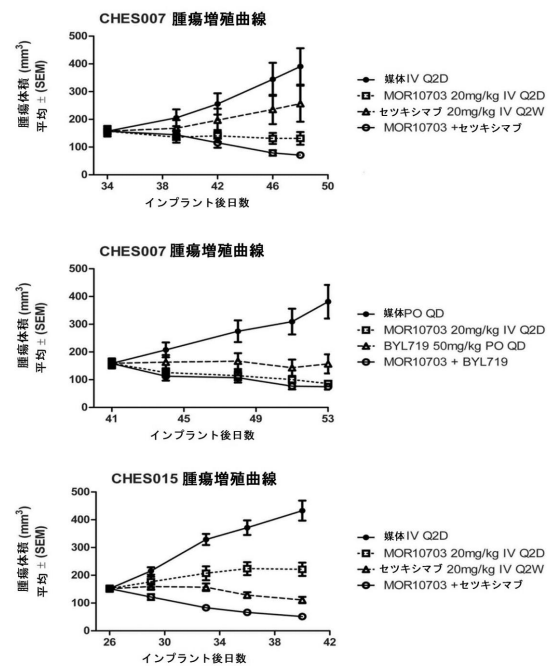 CHES007 腫瘍増殖曲線
腫瘍体積 (mm³)
平均 ± (SEM)
500
400
300
200
100
0
34
38
42
46
50
インプラント後日数
媒体IV Q2D
MOR10703 20mg/kg IV Q2D
セツキシマブ 20mg/kg IV Q2W
MOR10703 +セツキシマブ
CHES007 腫瘍増殖曲線
腫瘍体積 (mm³)
平均 ± (SEM)
500
400
300
200
100
0
41
45
49
53
インプラント後日数
媒体PO QD
MOR10703 20mg/kg IV Q2D
BYL719 50mg/kg PO QD
MOR10703 + BYL719
CHES015 腫瘍増殖曲線
腫瘍体積 (mm³)
平均 ± (SEM)
500
400
300
200
100
0
26
30
34
38
42
インプラント後日数
媒体IV Q2D
MOR10703 20mg/kg IV Q2D
セツキシマブ 20mg/kg IV Q2W
MOR10703 +セツキシマブ